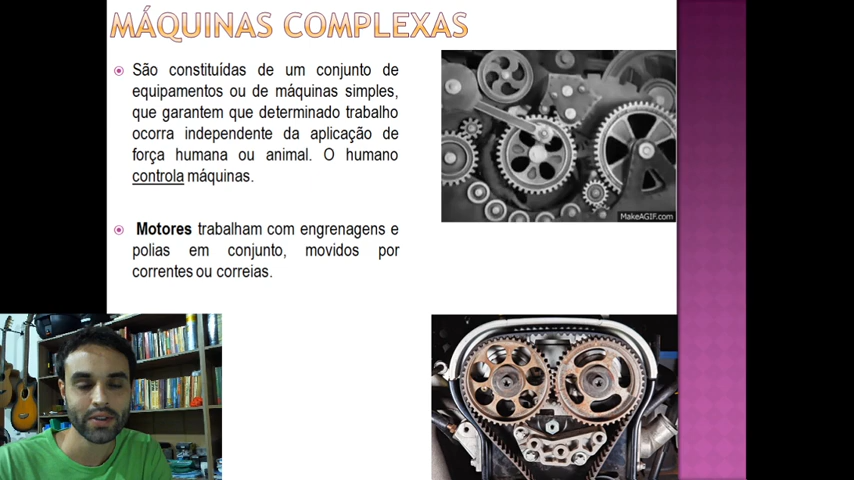 MÁQUINAS COMPLEXAS
São constituídas de um conjunto de
equipamentos ou de máquinas simples,
que garantem que determinado trabalho
ocorra independente da aplicação de
força humana ou animal. O humano
controla máquinas.
Motores trabalham com engrenagens e
polias em conjunto, movidos por
correntes ou correias.
MakeAGIF.com